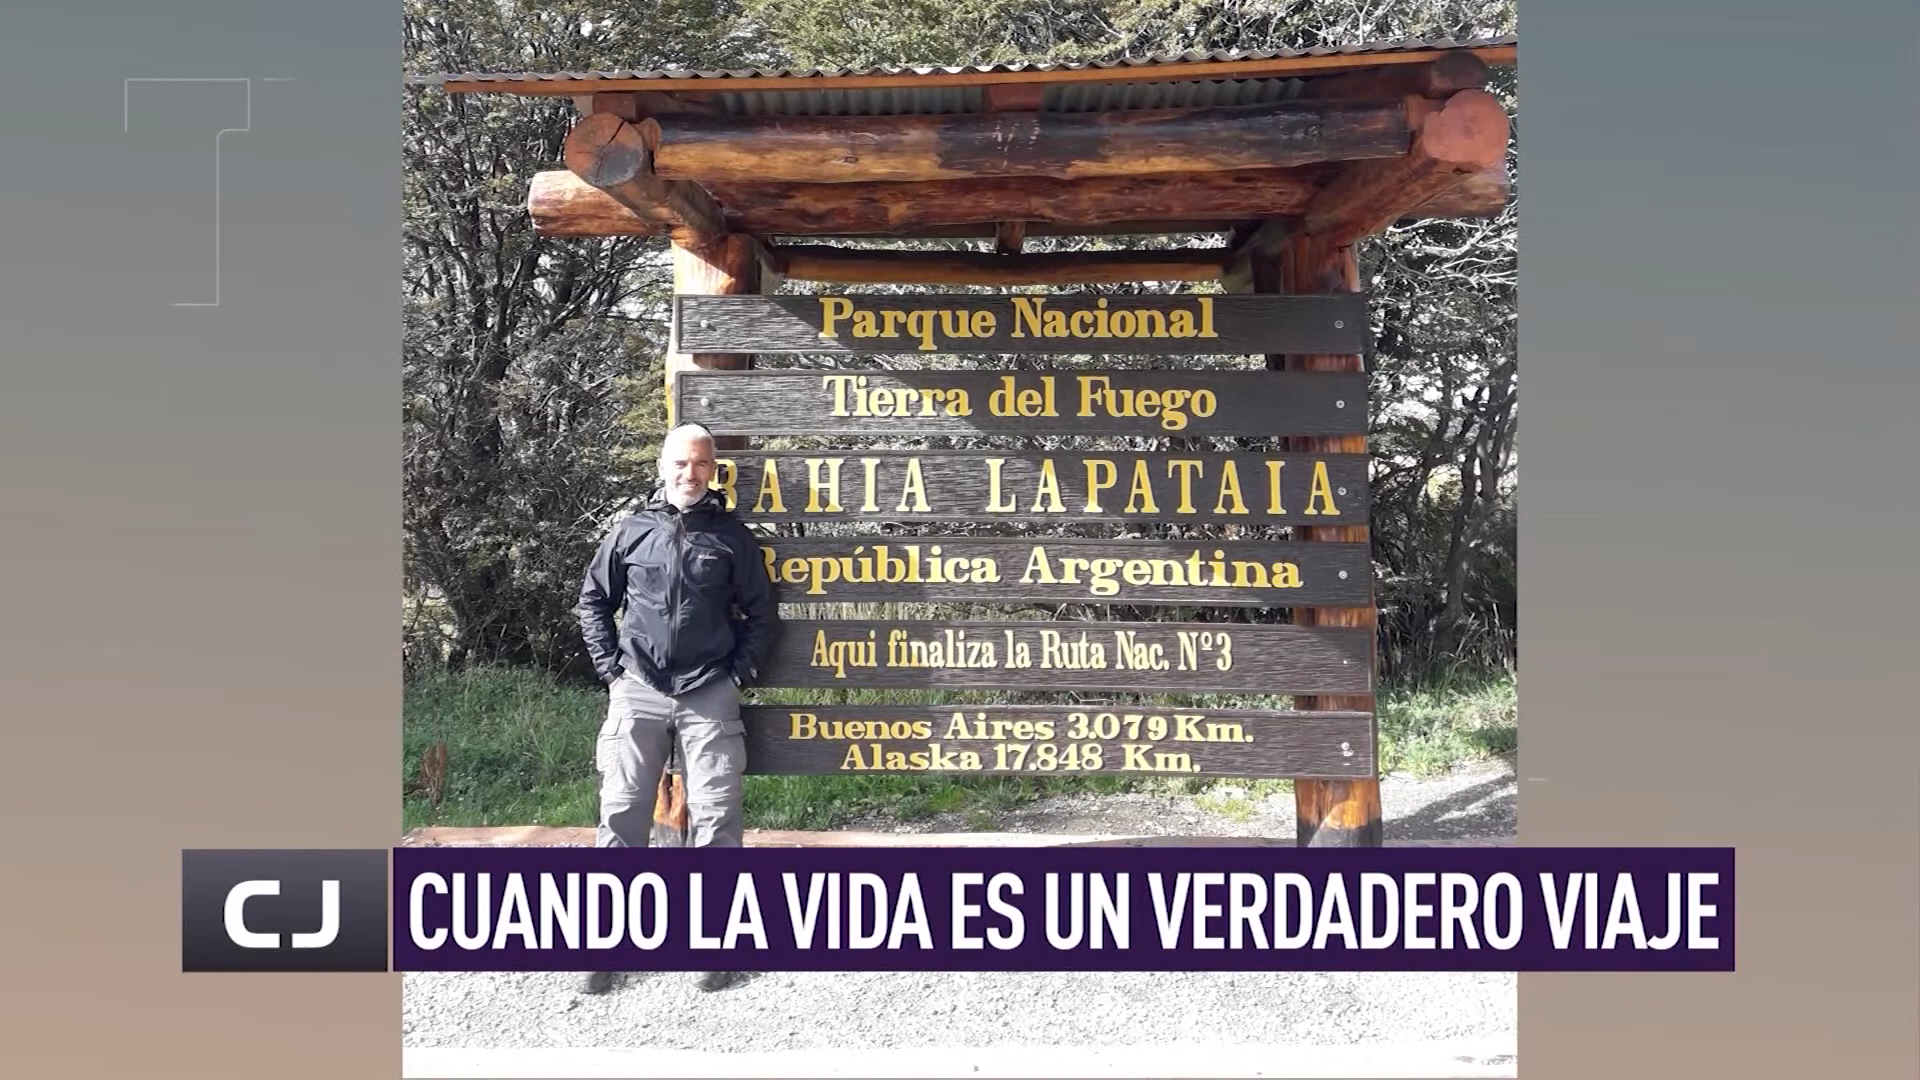 Parque Nacional
Tierra del Fuego
BAHIA LAPATAIA
República Argentina
Aqui finaliza la Ruta Nac. Nº3
Buenos Aires 3.079 Km.
Alaska 17.848 Km.
CJ CUANDO LA VIDA ES UN VERDADERO VIAJE